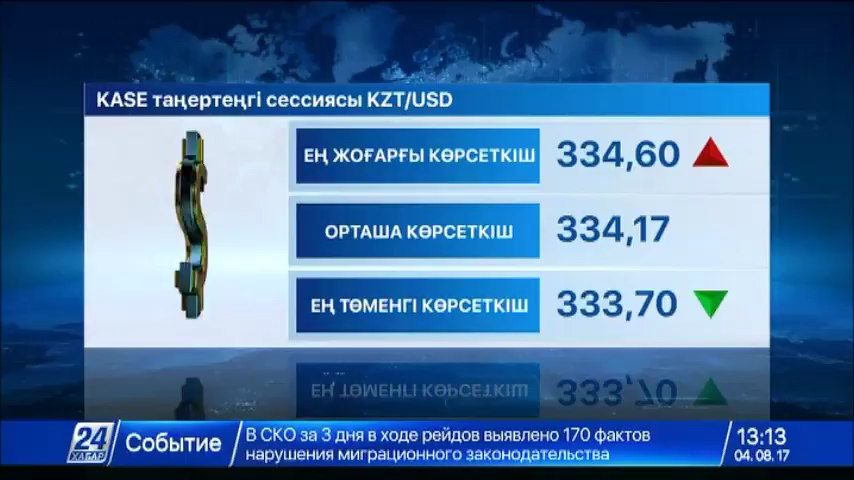 KASE таңертеңгі сессиясы KZT/USD
ЕҢ ЖОҒАРҒЫ КӨРСЕТКІШ 334,60
ОРТАША КӨРСЕТКІШ 334,17
ЕҢ ТӨМЕНГІ КӨРСЕТКІШ 333,70
24
ХАБАР
Событие
В СКО за 3 дня в ходе рейдов выявлено 170 фактов
нарушения миграционного законодательства
13:13
04.08.17